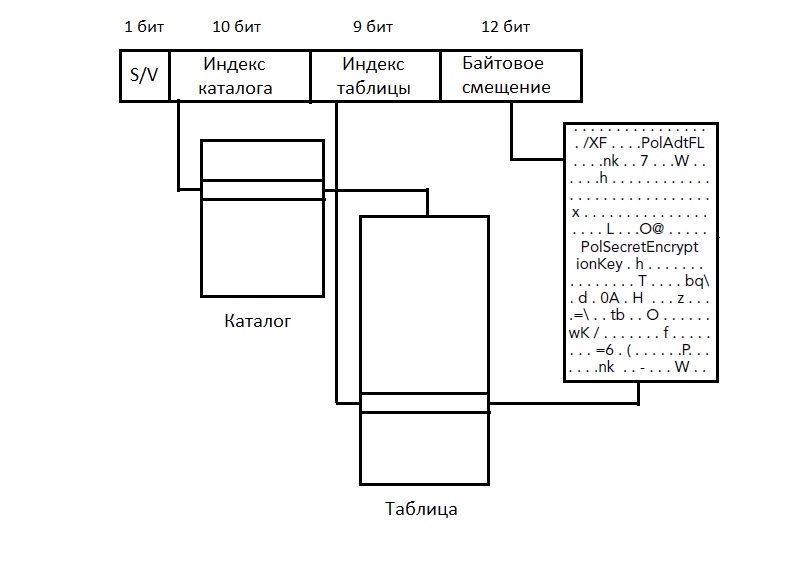 1 бит 10 бит 9 бит 12 бит
S/V Индекс каталога Индекс таблицы Байтовое смещение
. . . . . . . . . . . . . . . .
. /XF . . . .PolAdtFL
. . . .nk . . 7 . . .W . .
. . . .h . . . . . . . . . . . .
. . . . . . . . . . . . . . . . .
x . . . . . . . . . . . . . . .
. . . . L . . .O@ . . . . .
PolSecretEncrypt
ionKey . h . . . . . . .
. . . . . . . . T . . . . bq\
. d . 0A . H . . . z . . .
.=\ . . tb . . O . . . . . .
wK / . . . . . . . f . . . . .
. . . =6 . ( . . . . . .P. . .
. . . .nk . . - . . . W . .
Каталог
Таблица